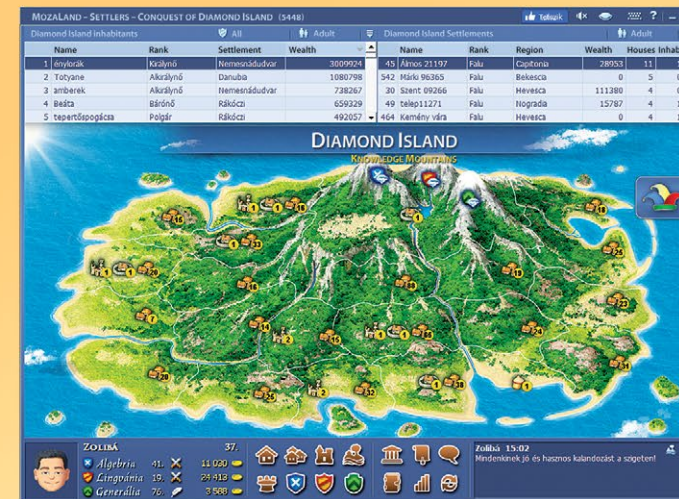 MOZALAND – SETTLERS – CONQUEST OF DIAMOND ISLAND (5448)
Tetszik
?
Diamond Island inhabitants
All
Adult
Name Rank Settlement Wealth
1 énylorák Királynő Nemesnádudvar 3009924
2 Totyane Alkirálynő Danuba 1080798
3 amberek Alkirálynő Nemesnádudvar 738267
4 Beáta Bárónő Rákóczi 659329
5 tepertőspogácsa Polgár Rákóczi 492057
Diamond Island Settlements
Adult
Name Rank Region Wealth Houses Inhab
45 Álmos 21197 Falu Capitonia 28953 11
542 Márki 96365 Falu Bekesca 0 5
30 Szent 09266 Falu Hevesca 111380 4
49 telep11271 Falu Nogradia 15787 4
464 Kemény vára Falu Hevesca 0 4
DIAMOND ISLAND
KNOWLEDGE MOUNTAINS
ZOLIBÁ 37.
Algebria 41. 11 020
Lingvánia 19. 24 413
Generália 76. 3 588
Zolibá 15:02
Mindenkinek jó és hasznos kalandozást a szigeten!